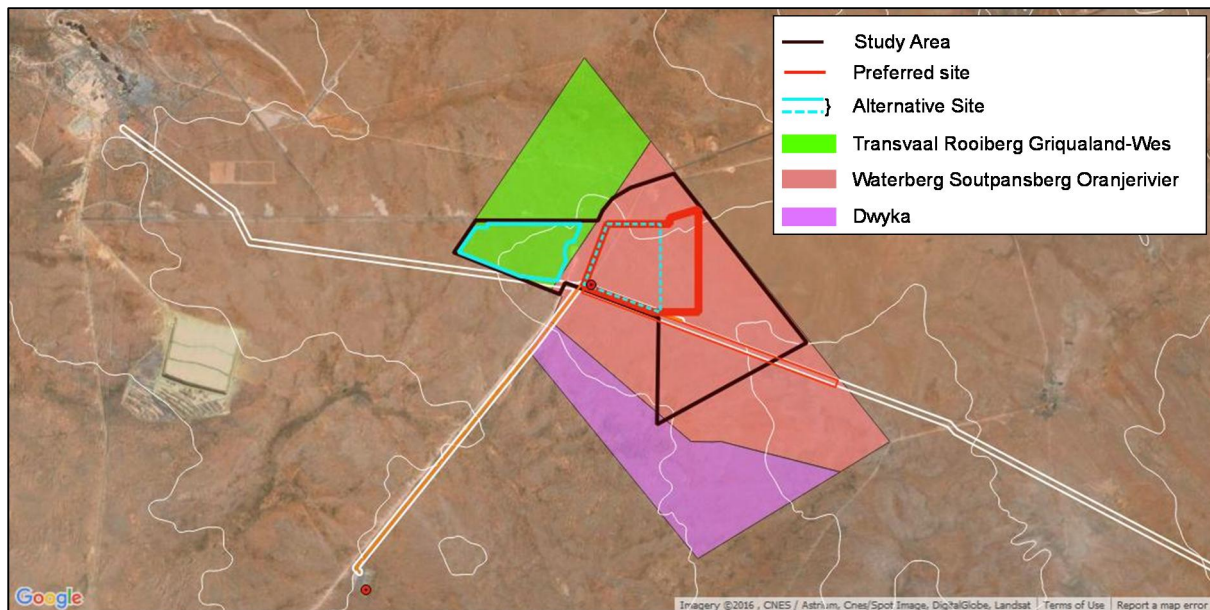 Study Area
Preferred site
Alternative Site
Transvaal Rooiberg Griqualand-Wes
Waterberg Soutpansberg Oranjerivier
Dwyka
Google
Imagery ©2016 , CNES / Astrium, Cnes/Spot Image, DigitalGlobe, Landsat | Terms of Use | Report a map error